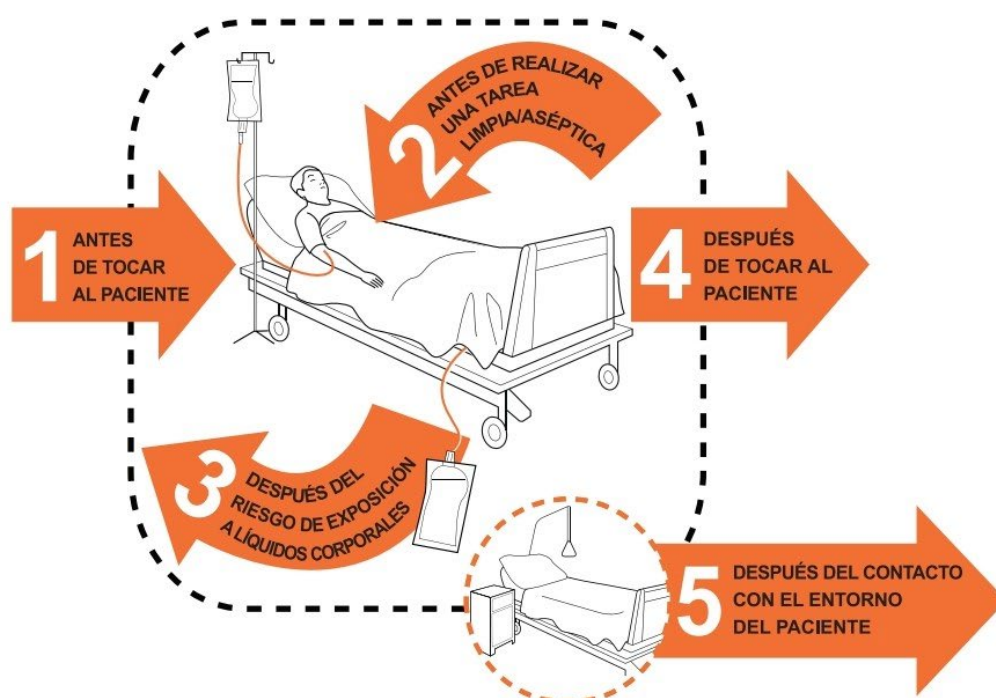 1 ANTES
DE TOCAR
AL PACIENTE
2 ANTES DE REALIZAR
UNA TAREA
LIMPIA/ASÉPTICA
3 DESPUÉS DEL
RIESGO DE EXPOSICIÓN
A LÍQUIDOS CORPORALES
4 DESPUÉS
DE TOCAR AL
PACIENTE
5 DESPUÉS DEL CONTACTO
CON EL ENTORNO
DEL PACIENTE